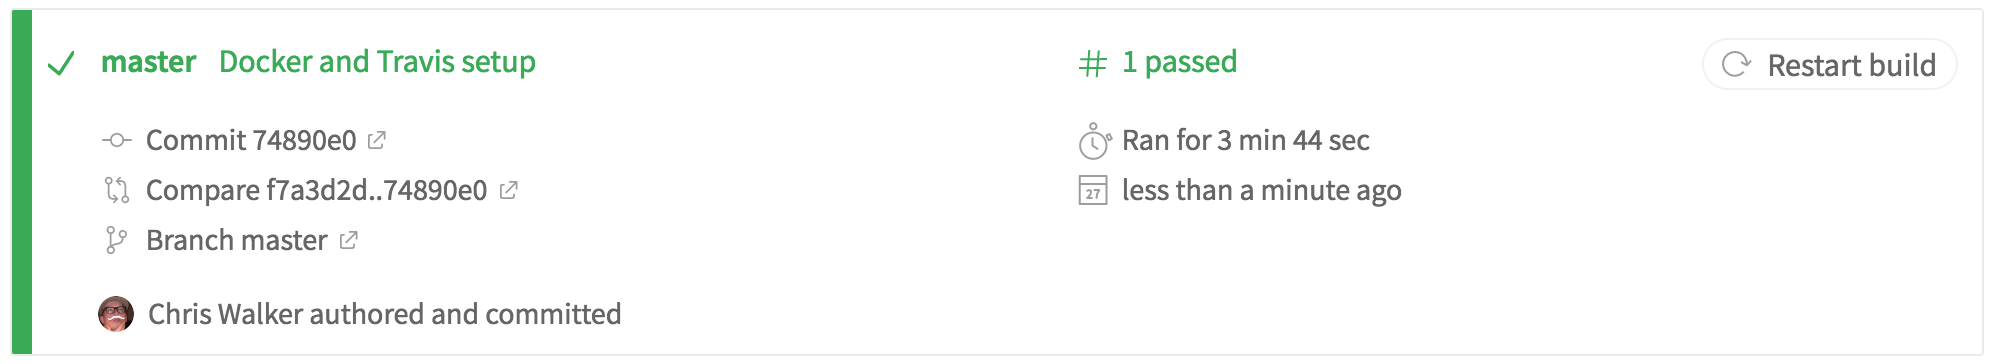 master Docker and Travis setup
# 1 passed
Restart build
Commit 74890e0
Compare f7a3d2d..74890e0
Branch master
Ran for 3 min 44 sec
27 less than a minute ago
Chris Walker authored and committed